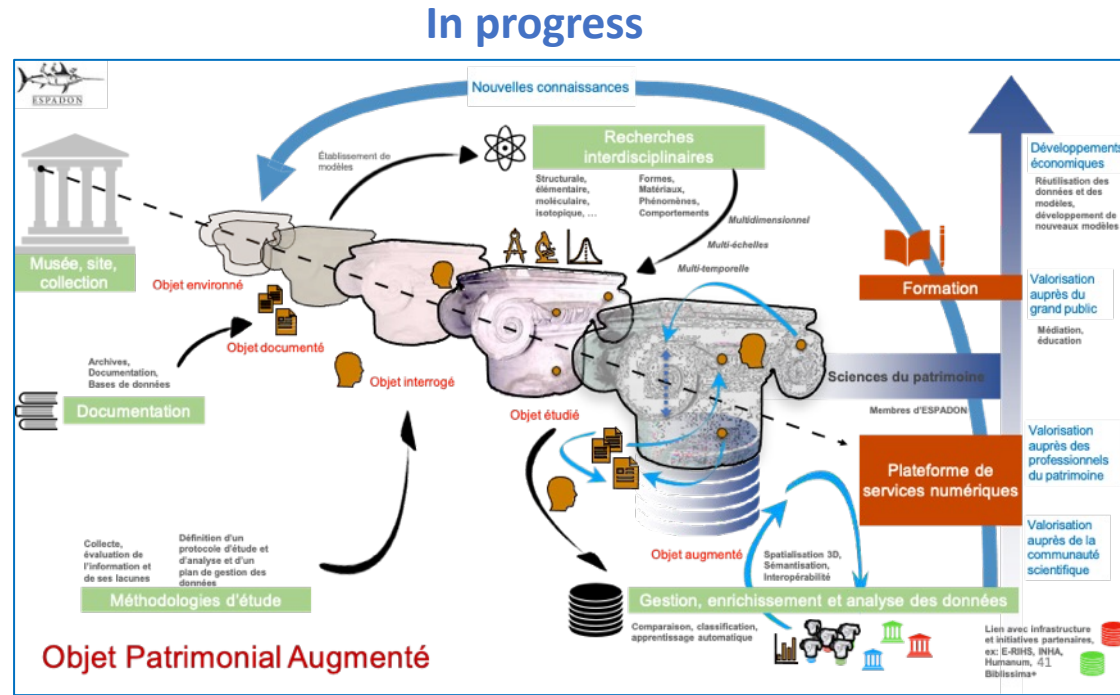 In progress
ESPADON
Nouvelles connaissances
Établissement de
modèles
Recherches
interdisciplinaires
Structurale,
élémentaire,
moléculaire,
isotopique, ...
Formes,
Matériaux,
Phénomènes,
Comportements
Multidimensionnel
Multi-échelles
Multi-temporelle
Développements
économiques
Réutilisation des
données et des
modèles,
développement de
nouveaux modèles
Musée, site,
collection
Objet environné
Formation
Valorisation
auprès du
grand public
Médiation,
éducation
Objet documenté
Archives,
Documentation,
Bases de données
Documentation
Objet interrogé
Objet étudié
Sciences du patrimoine
Membres d'ESPADON
Valorisation
auprès des
professionnels
du patrimoine
Plateforme de
services numériques
Objet augmenté
Spatialisation 3D,
Sémantisation,
Interopérabilité
Valorisation
auprès de la
communauté
scientifique
Collecte,
évaluation de
l'information et
de ses lacunes
Définition d'un
protocole d'étude et
d'analyse et d'un
plan de gestion des
données
Méthodologies d'étude
Gestion, enrichissement et analyse des données
Comparaison, classification,
apprentissage automatique
Lien avec infrastructure
et initiatives partenaires,
ex: E-RIHS, INHA,
Humanum, 41
Biblissima+
Objet Patrimonial Augmenté